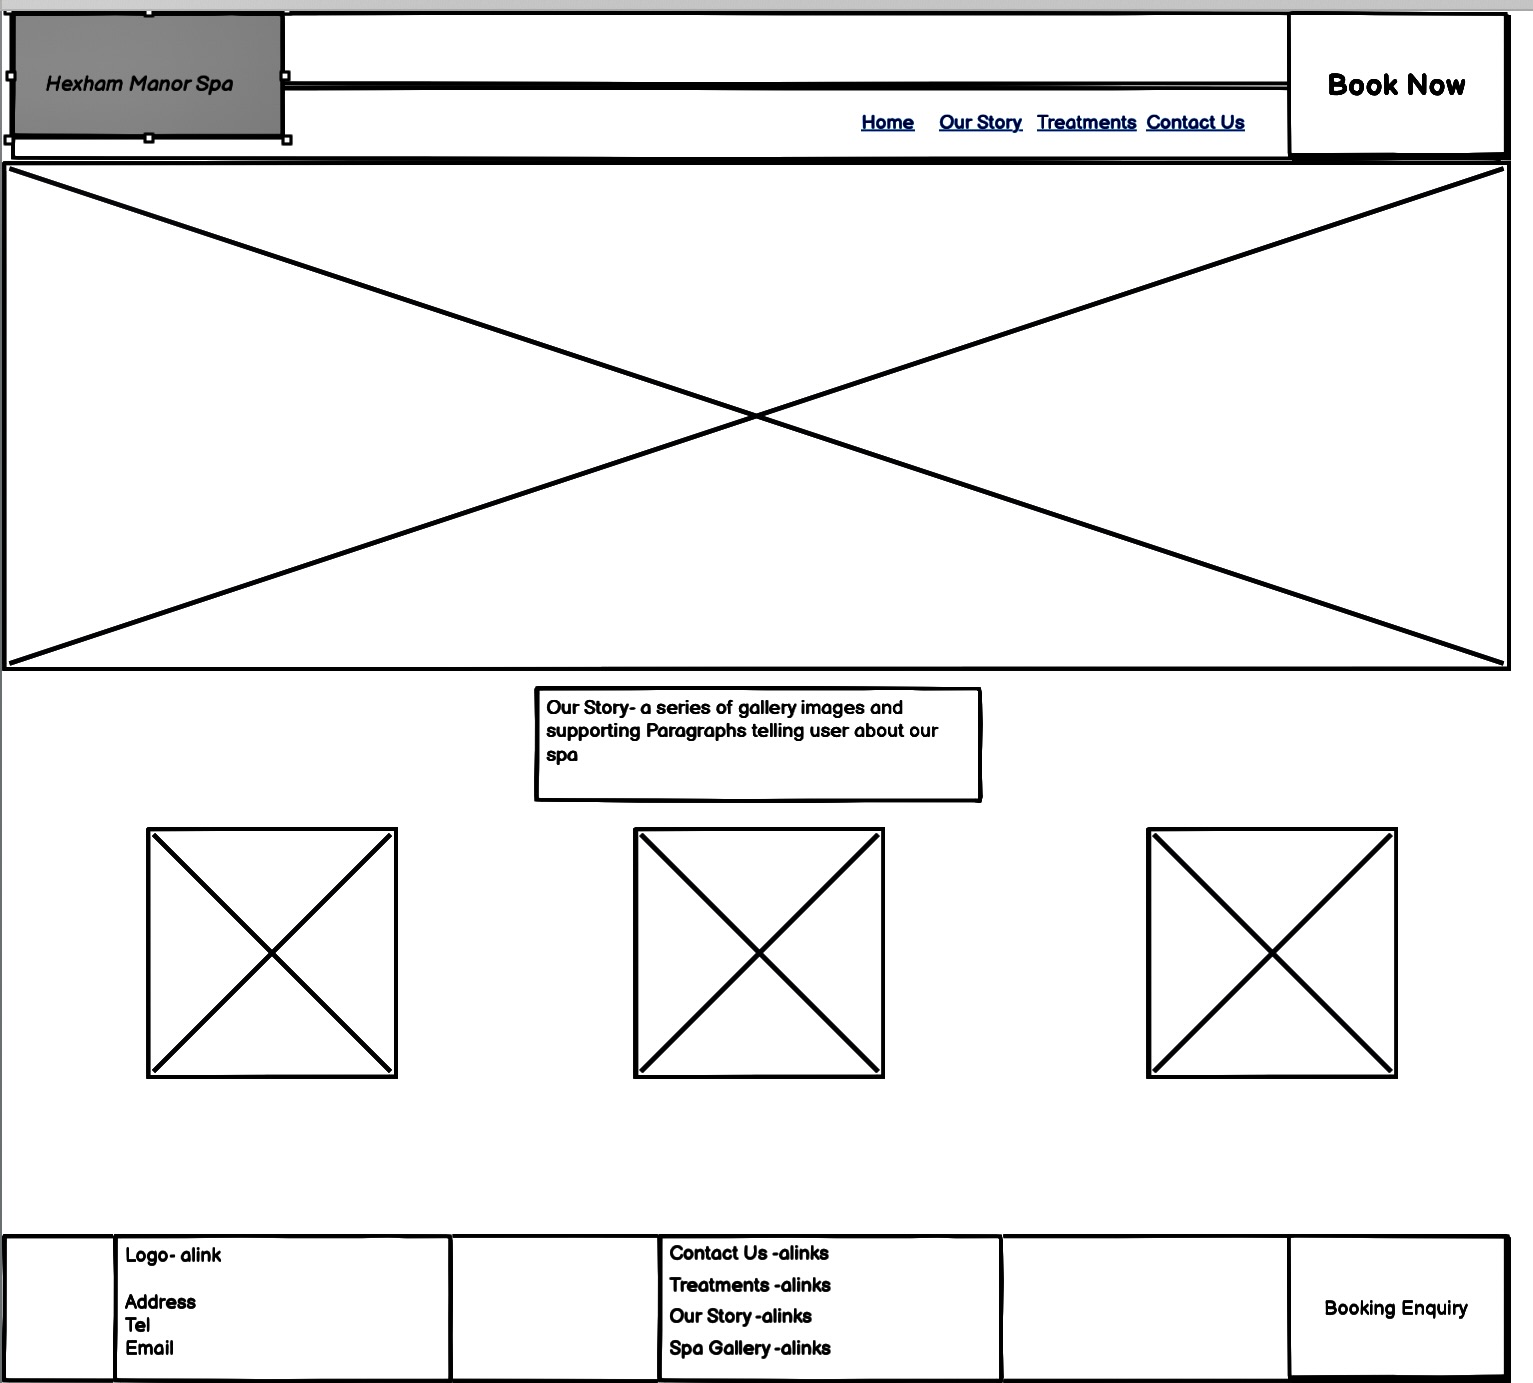 Hexham Manor Spa
Book Now
Home Our Story Treatments Contact Us
Our Story- a series of gallery images and
supporting Paragraphs telling user about our
spa
Logo- alink
Address
Tel
Email
Contact Us -alinks
Treatments -alinks
Our Story -alinks
Spa Gallery -alinks
Booking Enquiry